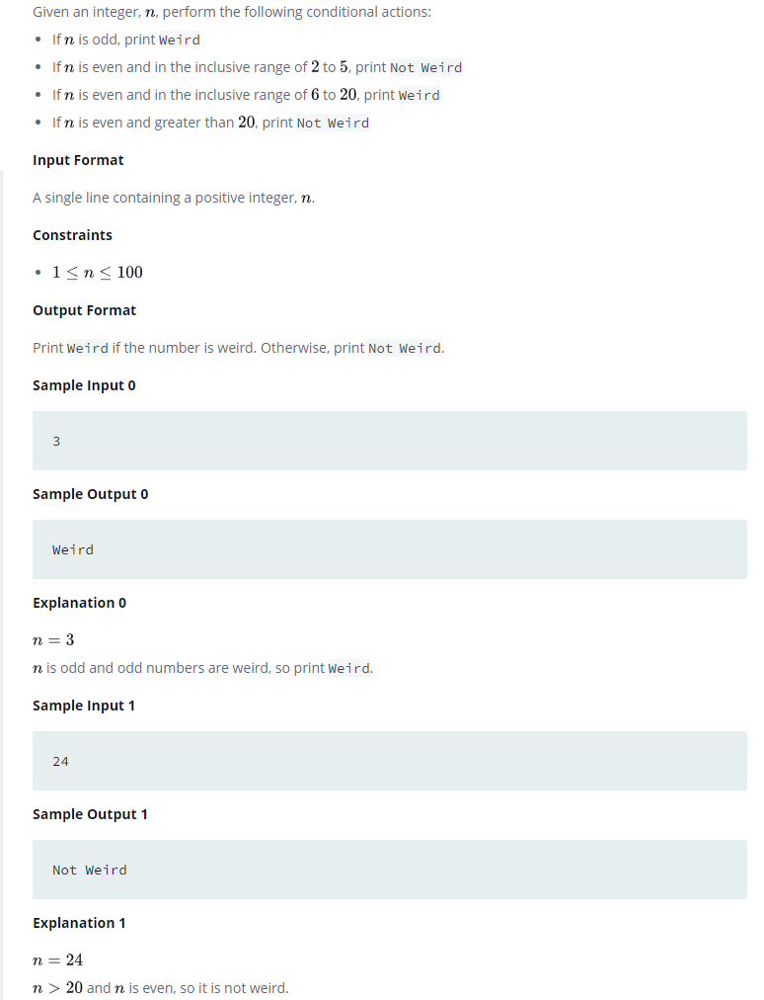 Given an integer, n, perform the following conditional actions:
• If n is odd, print Weird
• If n is even and in the inclusive range of 2 to 5, print Not Weird
• If n is even and in the inclusive range of 6 to 20, print Weird
• If n is even and greater than 20, print Not Weird
Input Format
A single line containing a positive integer, n.
Constraints
• 1 ≤ n ≤ 100
Output Format
Print Weird if the number is weird. Otherwise, print Not Weird.
Sample Input 0
3
Sample Output 0
Weird
Explanation 0
n = 3
n is odd and odd numbers are weird, so print Weird.
Sample Input 1
24
Sample Output 1
Not Weird
Explanation 1
n = 24
n > 20 and n is even, so it is not weird.